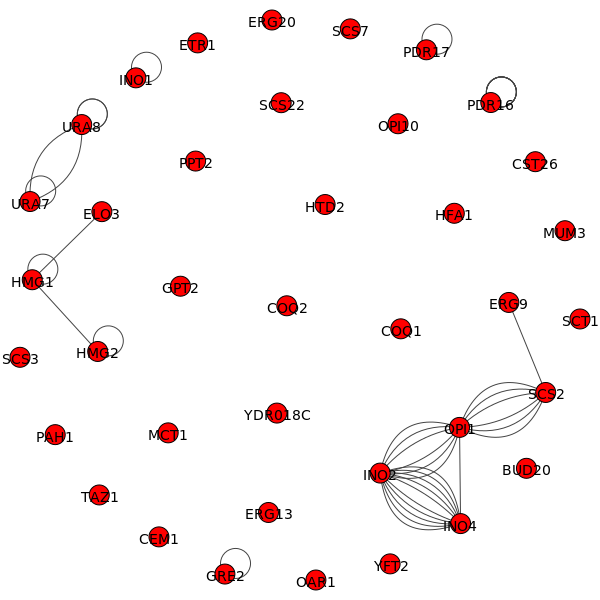 ERG20
SCS7
ETR1
PDR17
INO1
SCS22
PDR16
URA8
OPI10
PPT2
CST26
URA7
ELO3
HTD2
HFA1
MUM3
HMG1
GPT2
COQ2
ERG9
SCT1
COQ1
HMG2
SCS3
SCS2
YDR018C
OPI1
PAH1
MCT1
BUD20
INO2
TAZ1
ERG13
INO4
CEM1
YFT2
GRE2
OAR1